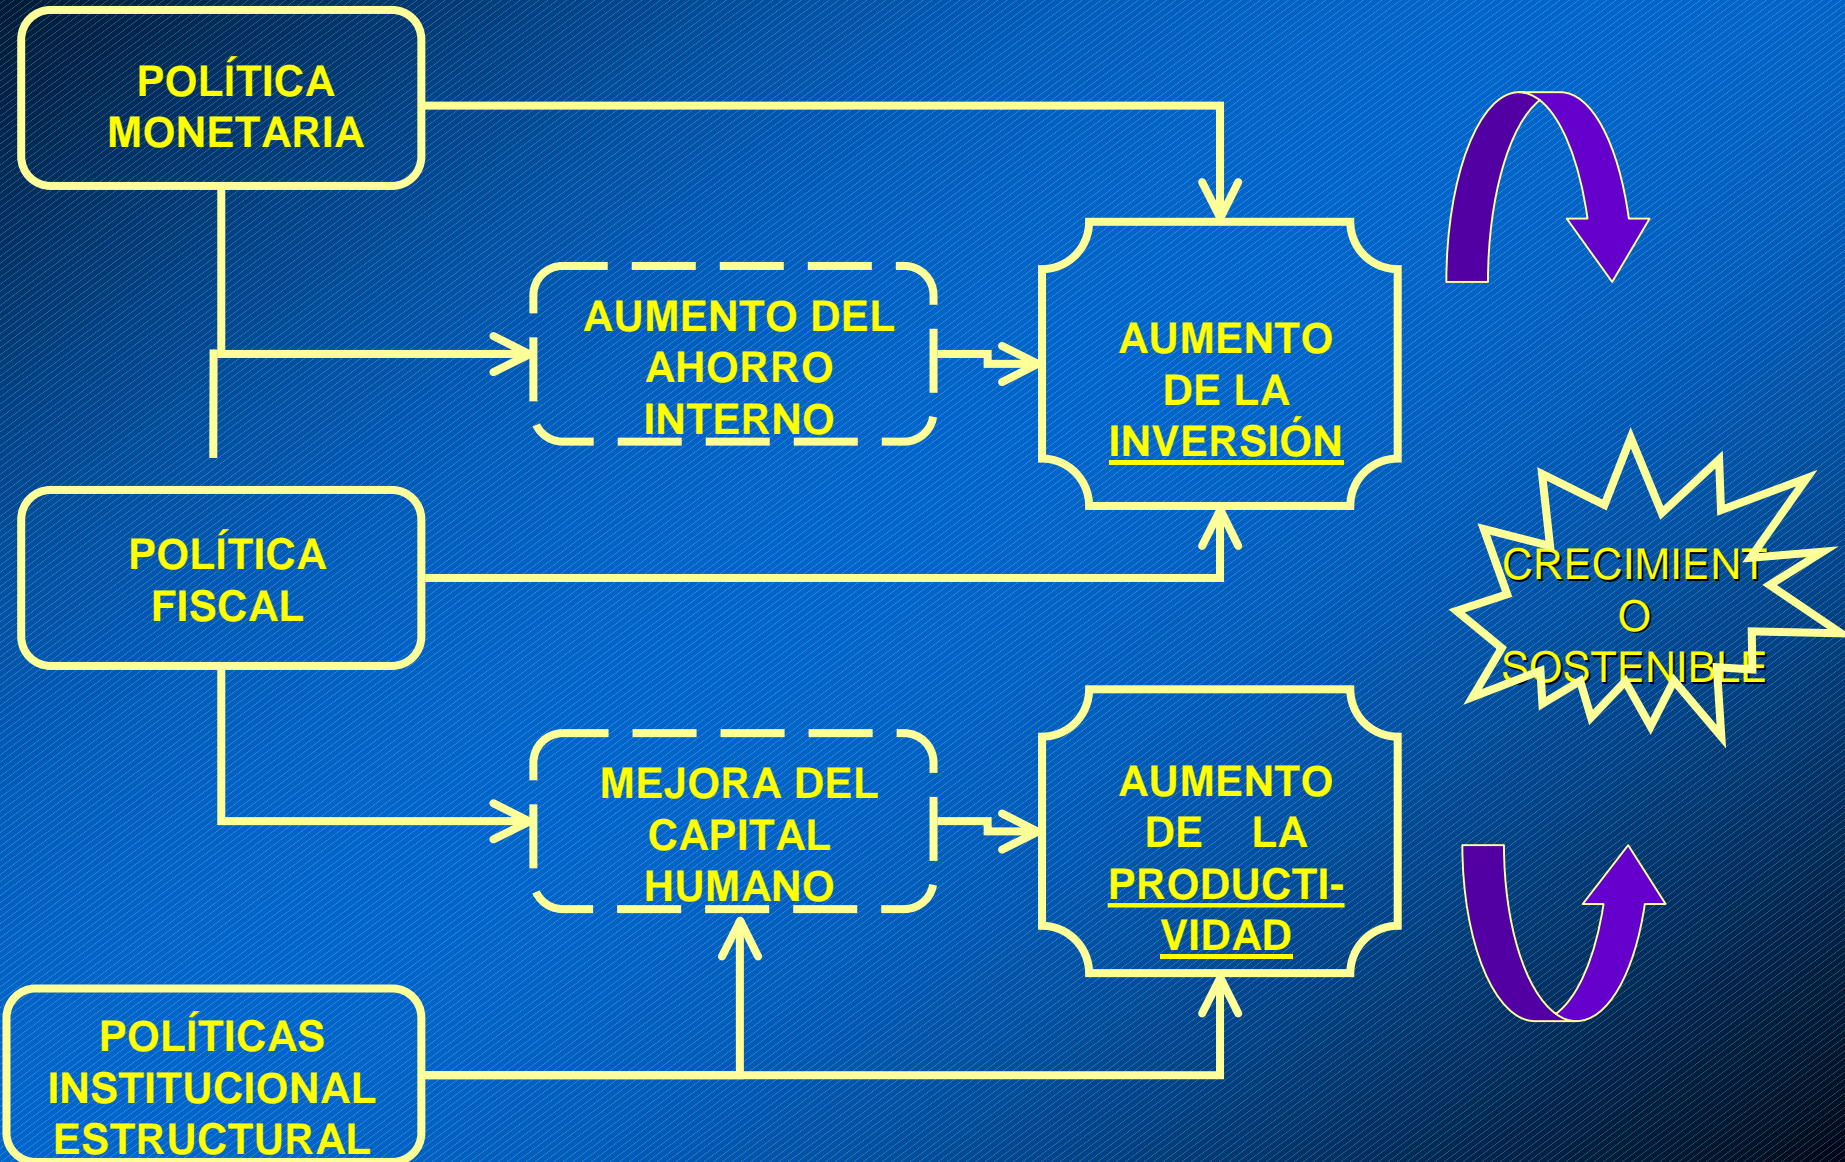 POLÍTICA
MONETARIA
AUMENTO DEL
AHORRO
INTERNO
AUMENTO
DE LA
INVERSIÓN
POLÍTICA
FISCAL
CRECIMIENT
O
SOSTENIBLE
MEJORA DEL
CAPITAL
HUMANO
AUMENTO
DE LA
PRODUCTI-
VIDAD
POLÍTICAS
INSTITUCIONAL
ESTRUCTURAL